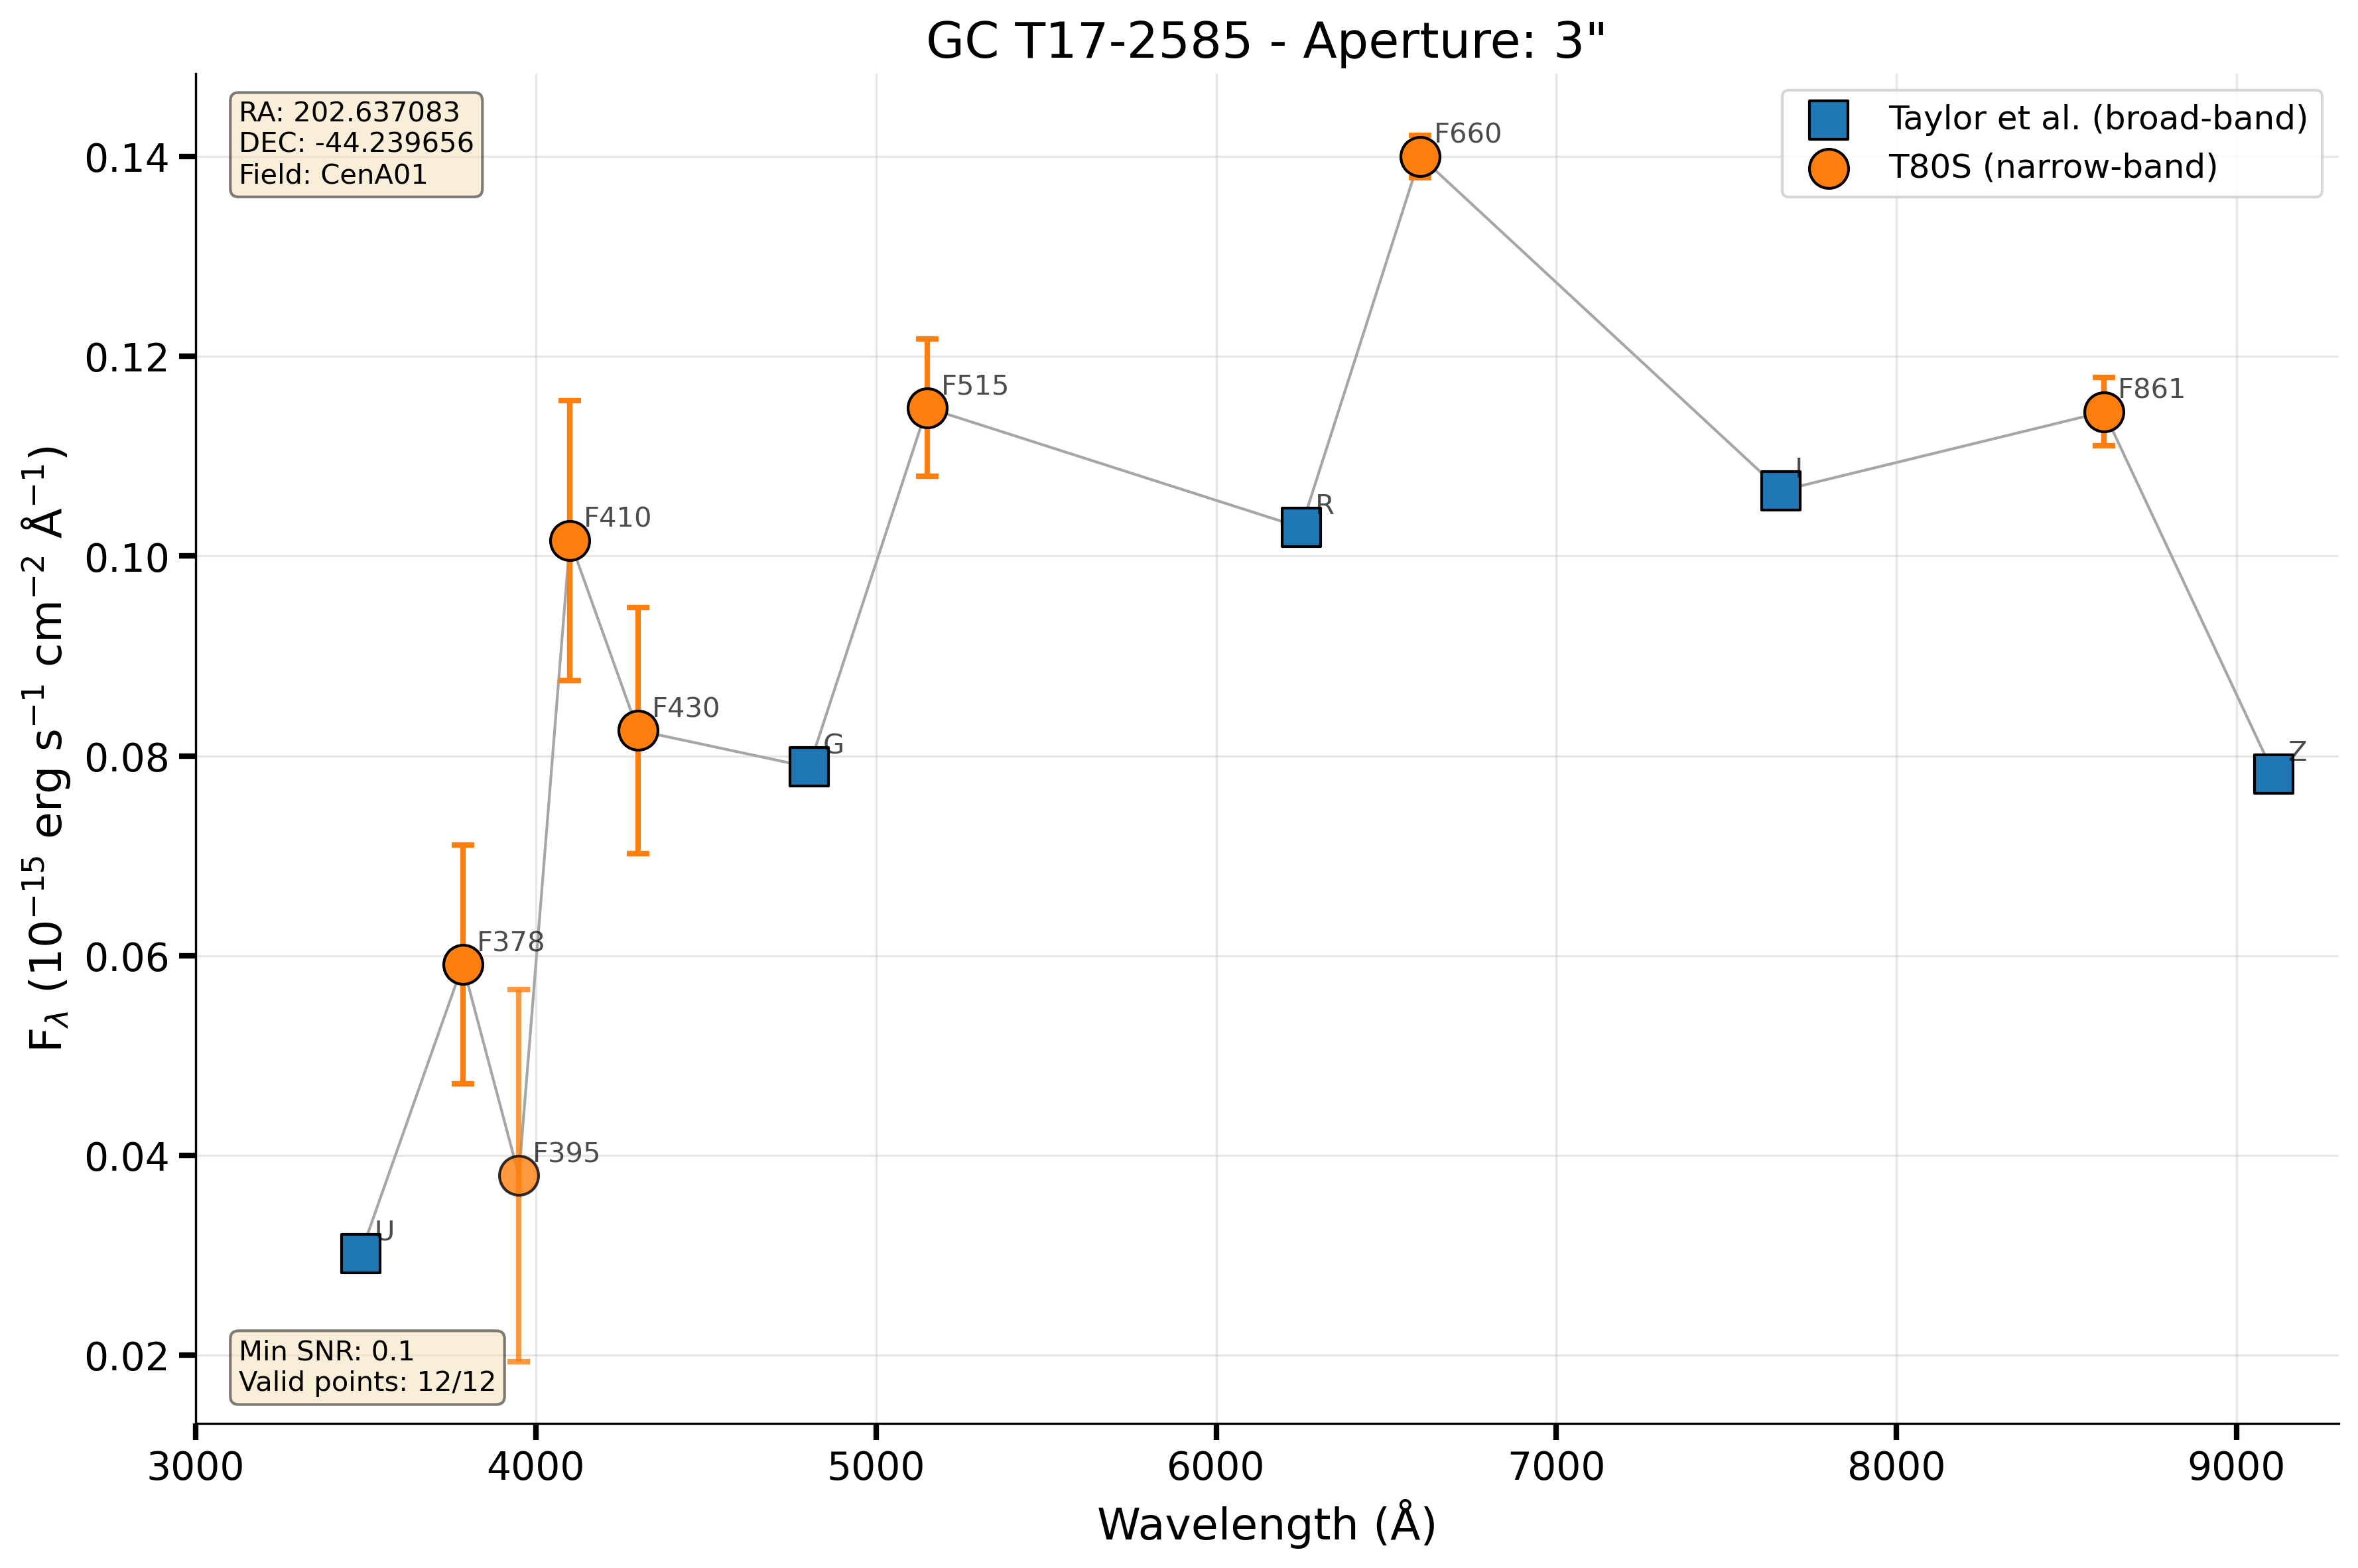 GC T17-2585 - Aperture: 3"
RA: 202.637083
DEC: -44.239656
Field: CenA01
Taylor et al. (broad-band)
T80S (narrow-band)
F660
0.14
0.12
F515
F861
I
F410
R
0.10
F430
G
0.08
Z
F378
0.06
F395
0.04
U
Min SNR: 0.1
Valid points: 12/12
0.02
3000 4000 5000 6000 7000 8000 9000
Wavelength (Å)
F_λ (10⁻¹⁵ erg s⁻¹ cm⁻² Å⁻¹)